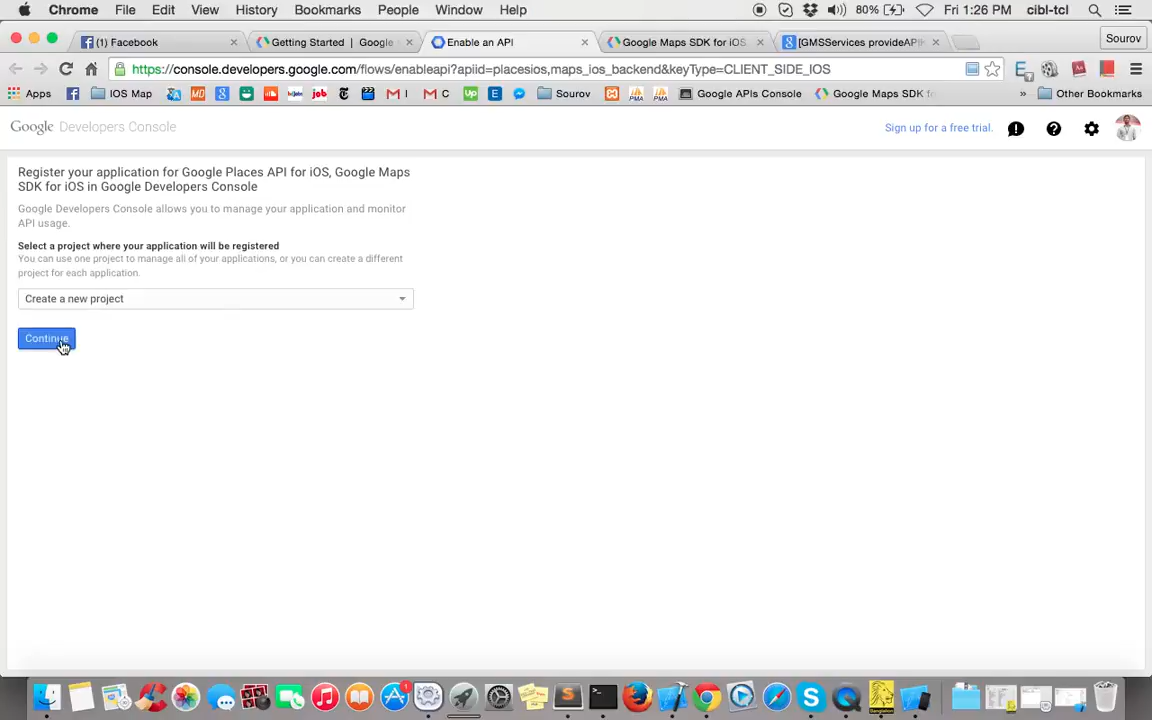 Chrome File Edit View History Bookmarks People Window Help 80% Fri 1:26 PM cibl-tcl
(1) Facebook Getting Started | Google Enable an API Google Maps SDK for iOS [GMSServices provideAPI Sourov
https://console.developers.google.com/flows/enableapi?apiid=placesios,maps_ios_backend&keyType=CLIENT_SIDE_IOS
Apps IOS Map MD job M I M C up E Sourov PMA PMA Google APIs Console Google Maps SDK fo » Other Bookmarks
Google Developers Console Sign up for a free trial.
Register your application for Google Places API for iOS, Google Maps
SDK for iOS in Google Developers Console
Google Developers Console allows you to manage your application and monitor
API usage.
Select a project where your application will be registered
You can use one project to manage all of your applications, or you can create a different
project for each application.
Create a new project
Continue